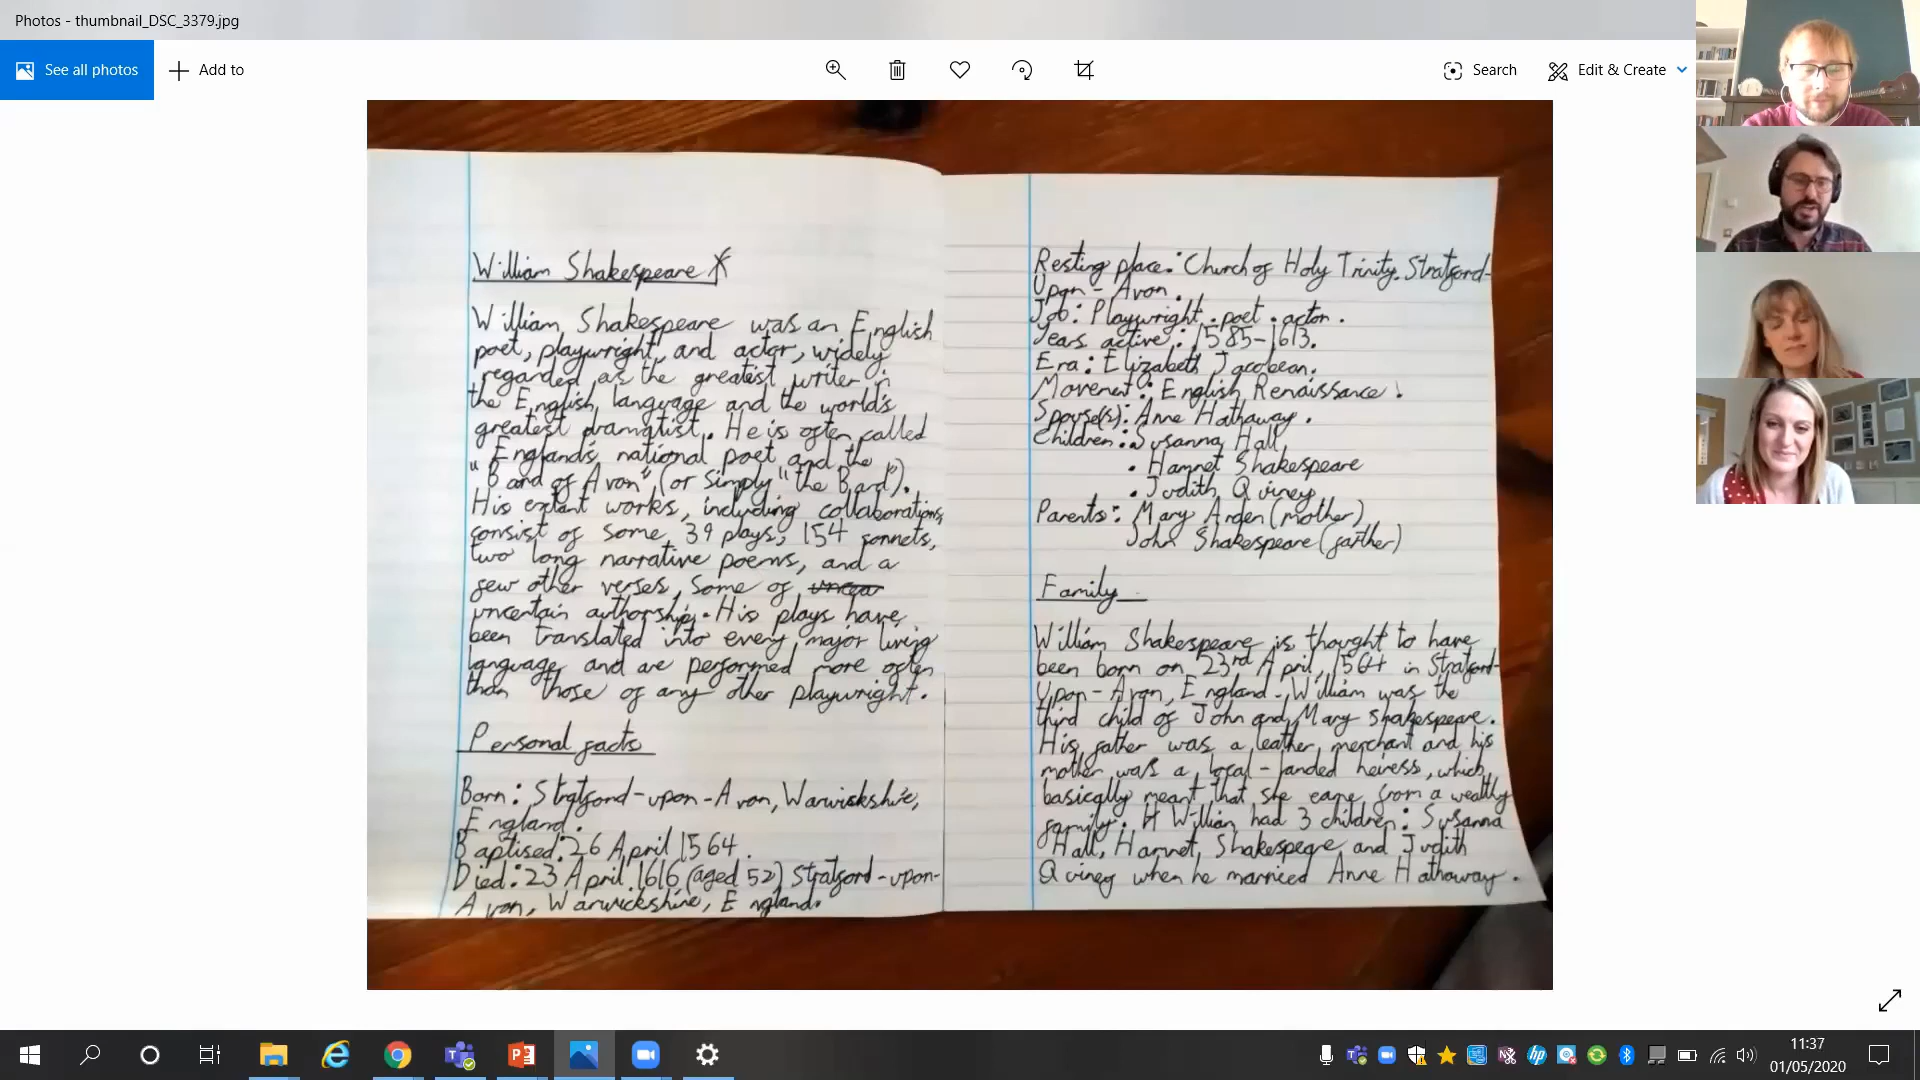 Photos - thumbnail_DSC_3379.jpg
See all photos
Add to
Search
Edit & Create
William Shakespeare
William Shakespeare was an English
poet, playwright, and actor, widely
regarded as the greatest writer in
the English language and the world's
greatest dramatist. He is often called
"England's national poet and the
"Bard of Avon" (or simply "the Bard").
His extant works, including collaborations,
consist of some 39 plays, 154 sonnets,
two long narrative poems, and a
few other verses, some of
uncertain authorship. His plays have
been translated into every major living
language and are performed more often
than those of any other playwright.
Personal facts
Born: Stratford-upon-Avon, Warwickshire,
England.
Baptised: 26 April 1564.
Died: 23 April 1616 (aged 52) Stratford-upon-
Avon, Warwickshire, England.
Resting place: Church of Holy Trinity. Stratford-
Upon-Avon.
Job: Playwright. poet. actor.
Years active: 1585-1613.
Era: Elizabeth Jacobean.
Movenet: English Renaissance!
Spouse(s): Anne Hathaway.
Children: Susanna Hall
• Hamnet Shakespeare
• Judith Quiney
Parents: Mary Arden (mother)
John Shakespeare (farther)
Family
William Shakespeare is thought to have
been born on 23rd April, 1564 in Stratford-
Upon-Avon, England. William was the
third child of John and Mary Shakespeare.
His father was a leather merchant and his
mother was a local-landed heiress, which
basically meant that she came from a wealthy
family. William had 3 children: Susanna
Hall, Hamnet, Shakespeare and Judith
Quiney when he married Anne Hathaway.
11:37
01/05/2020